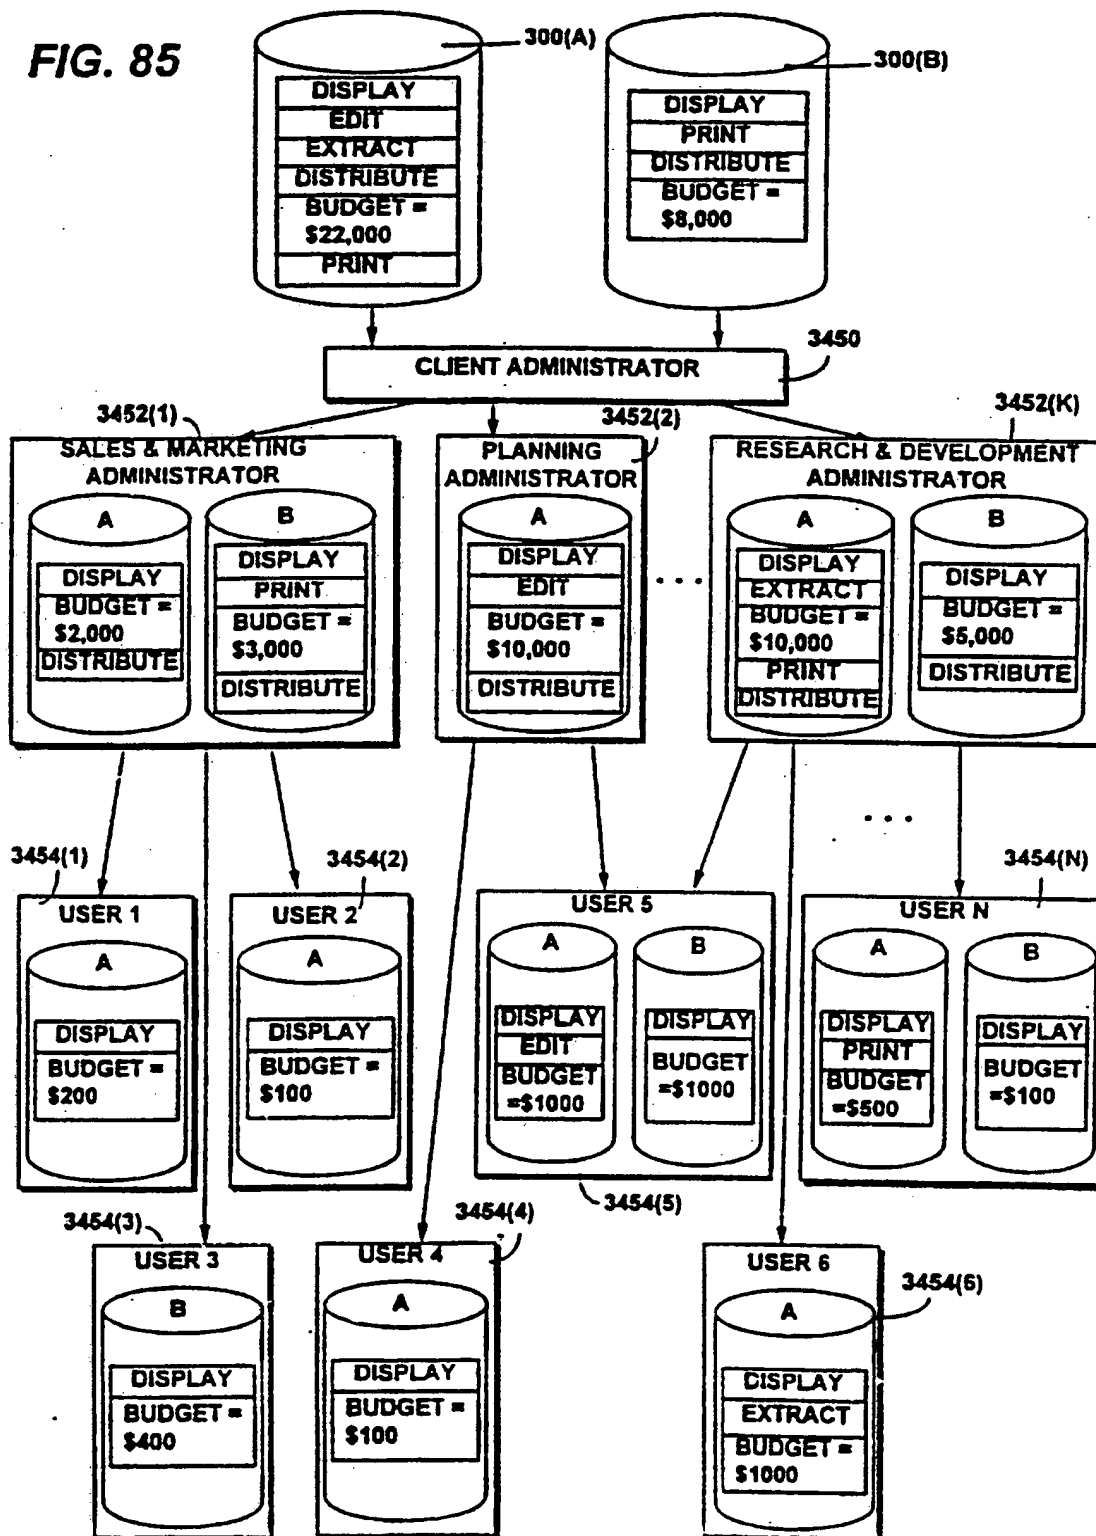 FIG. 85
300(A)
300(B)
DISPLAY
EDIT
EXTRACT
DISTRIBUTE
BUDGET =
$22,000
PRINT
DISPLAY
PRINT
DISTRIBUTE
BUDGET =
$8,000
3450
CLIENT ADMINISTRATOR
3452(1)
3452(2)
3452(K)
SALES & MARKETING
ADMINISTRATOR
A
DISPLAY
BUDGET =
$2,000
DISTRIBUTE
B
DISPLAY
PRINT
BUDGET =
$3,000
DISTRIBUTE
PLANNING
ADMINISTRATOR
A
DISPLAY
EDIT
BUDGET =
$10,000
DISTRIBUTE
. . .
RESEARCH & DEVELOPMENT
ADMINISTRATOR
A
DISPLAY
EXTRACT
BUDGET =
$10,000
PRINT
DISTRIBUTE
B
DISPLAY
BUDGET =
$5,000
DISTRIBUTE
. . .
3454(1)
USER 1
A
DISPLAY
BUDGET =
$200
3454(2)
USER 2
A
DISPLAY
BUDGET =
$100
USER 5
A
DISPLAY
EDIT
BUDGET
=$1000
B
DISPLAY
BUDGET
=$1000
3454(5)
3454(N)
USER N
A
DISPLAY
PRINT
BUDGET
=$500
B
DISPLAY
BUDGET
=$100
3454(3)
USER 3
B
DISPLAY
BUDGET =
$400
3454(4)
USER 4
A
DISPLAY
BUDGET =
$100
USER 6
3454(6)
A
DISPLAY
EXTRACT
BUDGET =
$1000